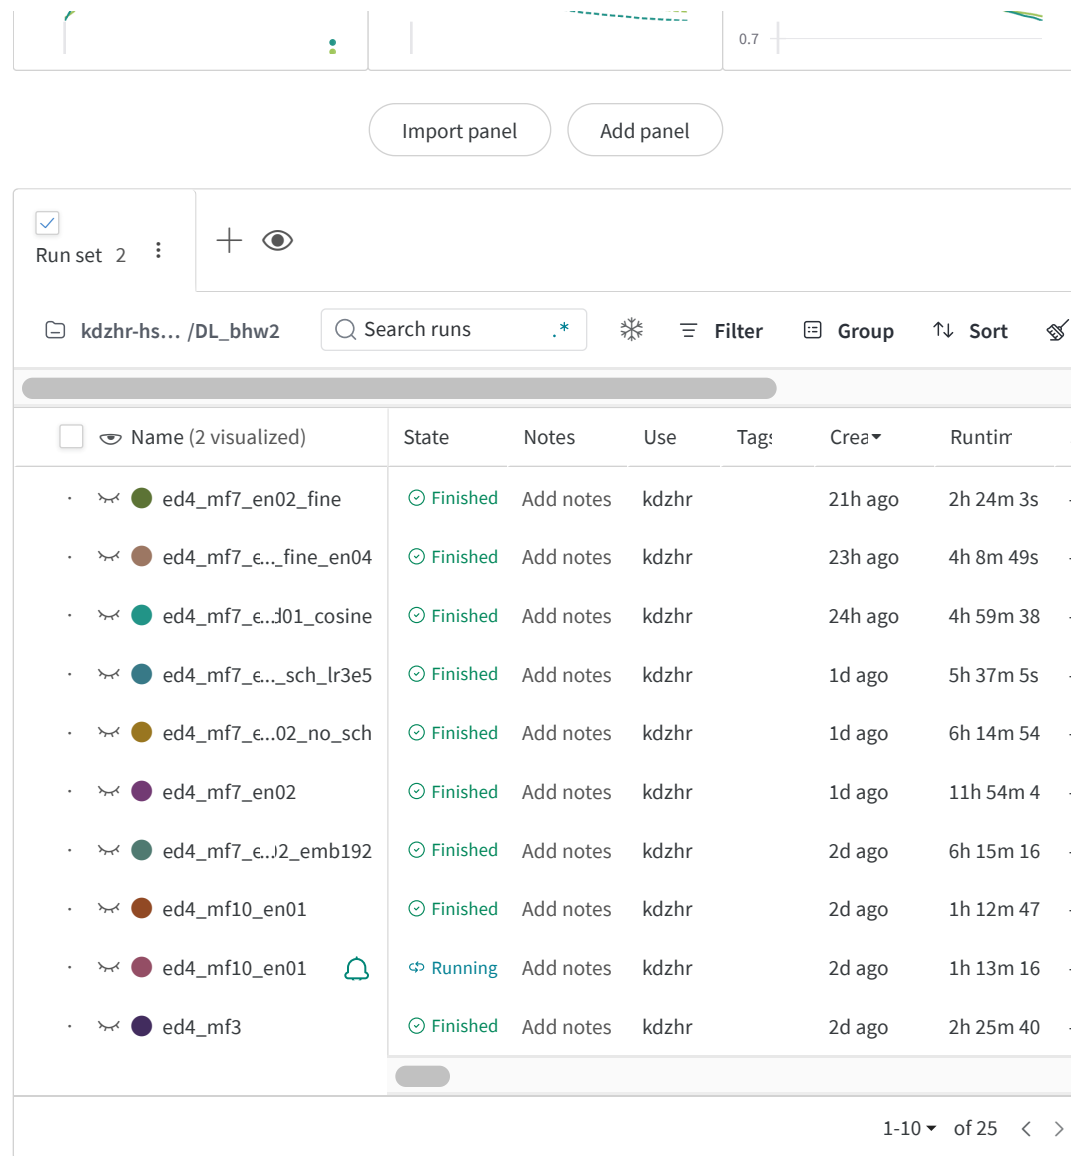 0.7
Import panel Add panel
Run set 2
kdzhr-hs... /DL_bhw2 Search runs .* Filter Group Sort
Name (2 visualized) State Notes Use Tags Crea Runtim
ed4_mf7_en02_fine Finished Add notes kdzhr 21h ago 2h 24m 3s
ed4_mf7_e..._fine_en04 Finished Add notes kdzhr 23h ago 4h 8m 49s
ed4_mf7_e...d01_cosine Finished Add notes kdzhr 24h ago 4h 59m 38
ed4_mf7_e..._sch_lr3e5 Finished Add notes kdzhr 1d ago 5h 37m 5s
ed4_mf7_e...02_no_sch Finished Add notes kdzhr 1d ago 6h 14m 54
ed4_mf7_en02 Finished Add notes kdzhr 1d ago 11h 54m 4
ed4_mf7_e...2_emb192 Finished Add notes kdzhr 2d ago 6h 15m 16
ed4_mf10_en01 Finished Add notes kdzhr 2d ago 1h 12m 47
ed4_mf10_en01 Running Add notes kdzhr 2d ago 1h 13m 16
ed4_mf3 Finished Add notes kdzhr 2d ago 2h 25m 40
1-10 of 25